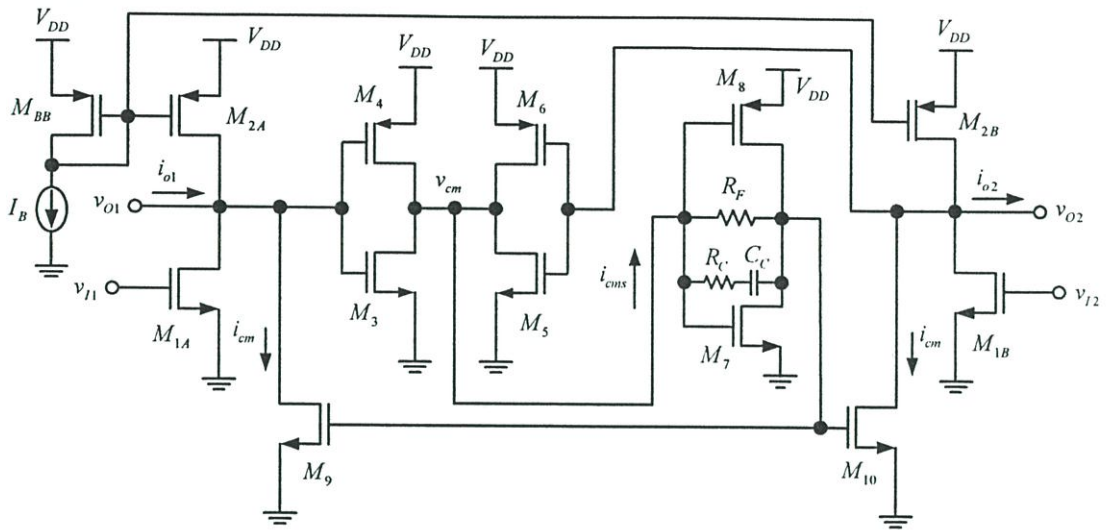 V_DD
V_DD
V_DD
V_DD
V_DD
V_DD
M_BB
M_2A
M_4
M_6
M_8
M_2B
i_o1
v_O1
I_B
v_cm
R_F
R_C
C_C
i_cms
i_o2
v_O2
v_I1
M_1A
M_3
M_5
M_7
v_I2
M_1B
i_cm
i_cm
M_9
M_10